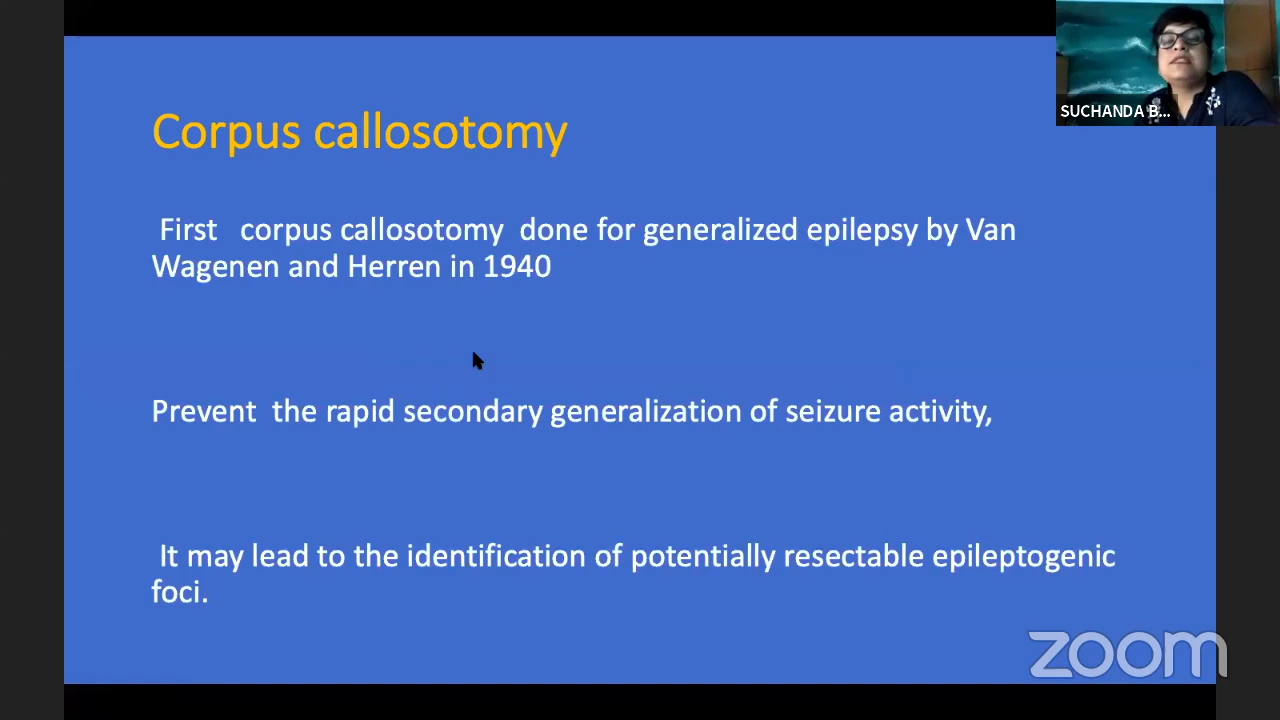 SUCHANDA B...
Corpus callosotomy
First corpus callosotomy done for generalized epilepsy by Van
Wagenen and Herren in 1940
Prevent the rapid secondary generalization of seizure activity,
It may lead to the identification of potentially resectable epileptogenic
foci.
zoom